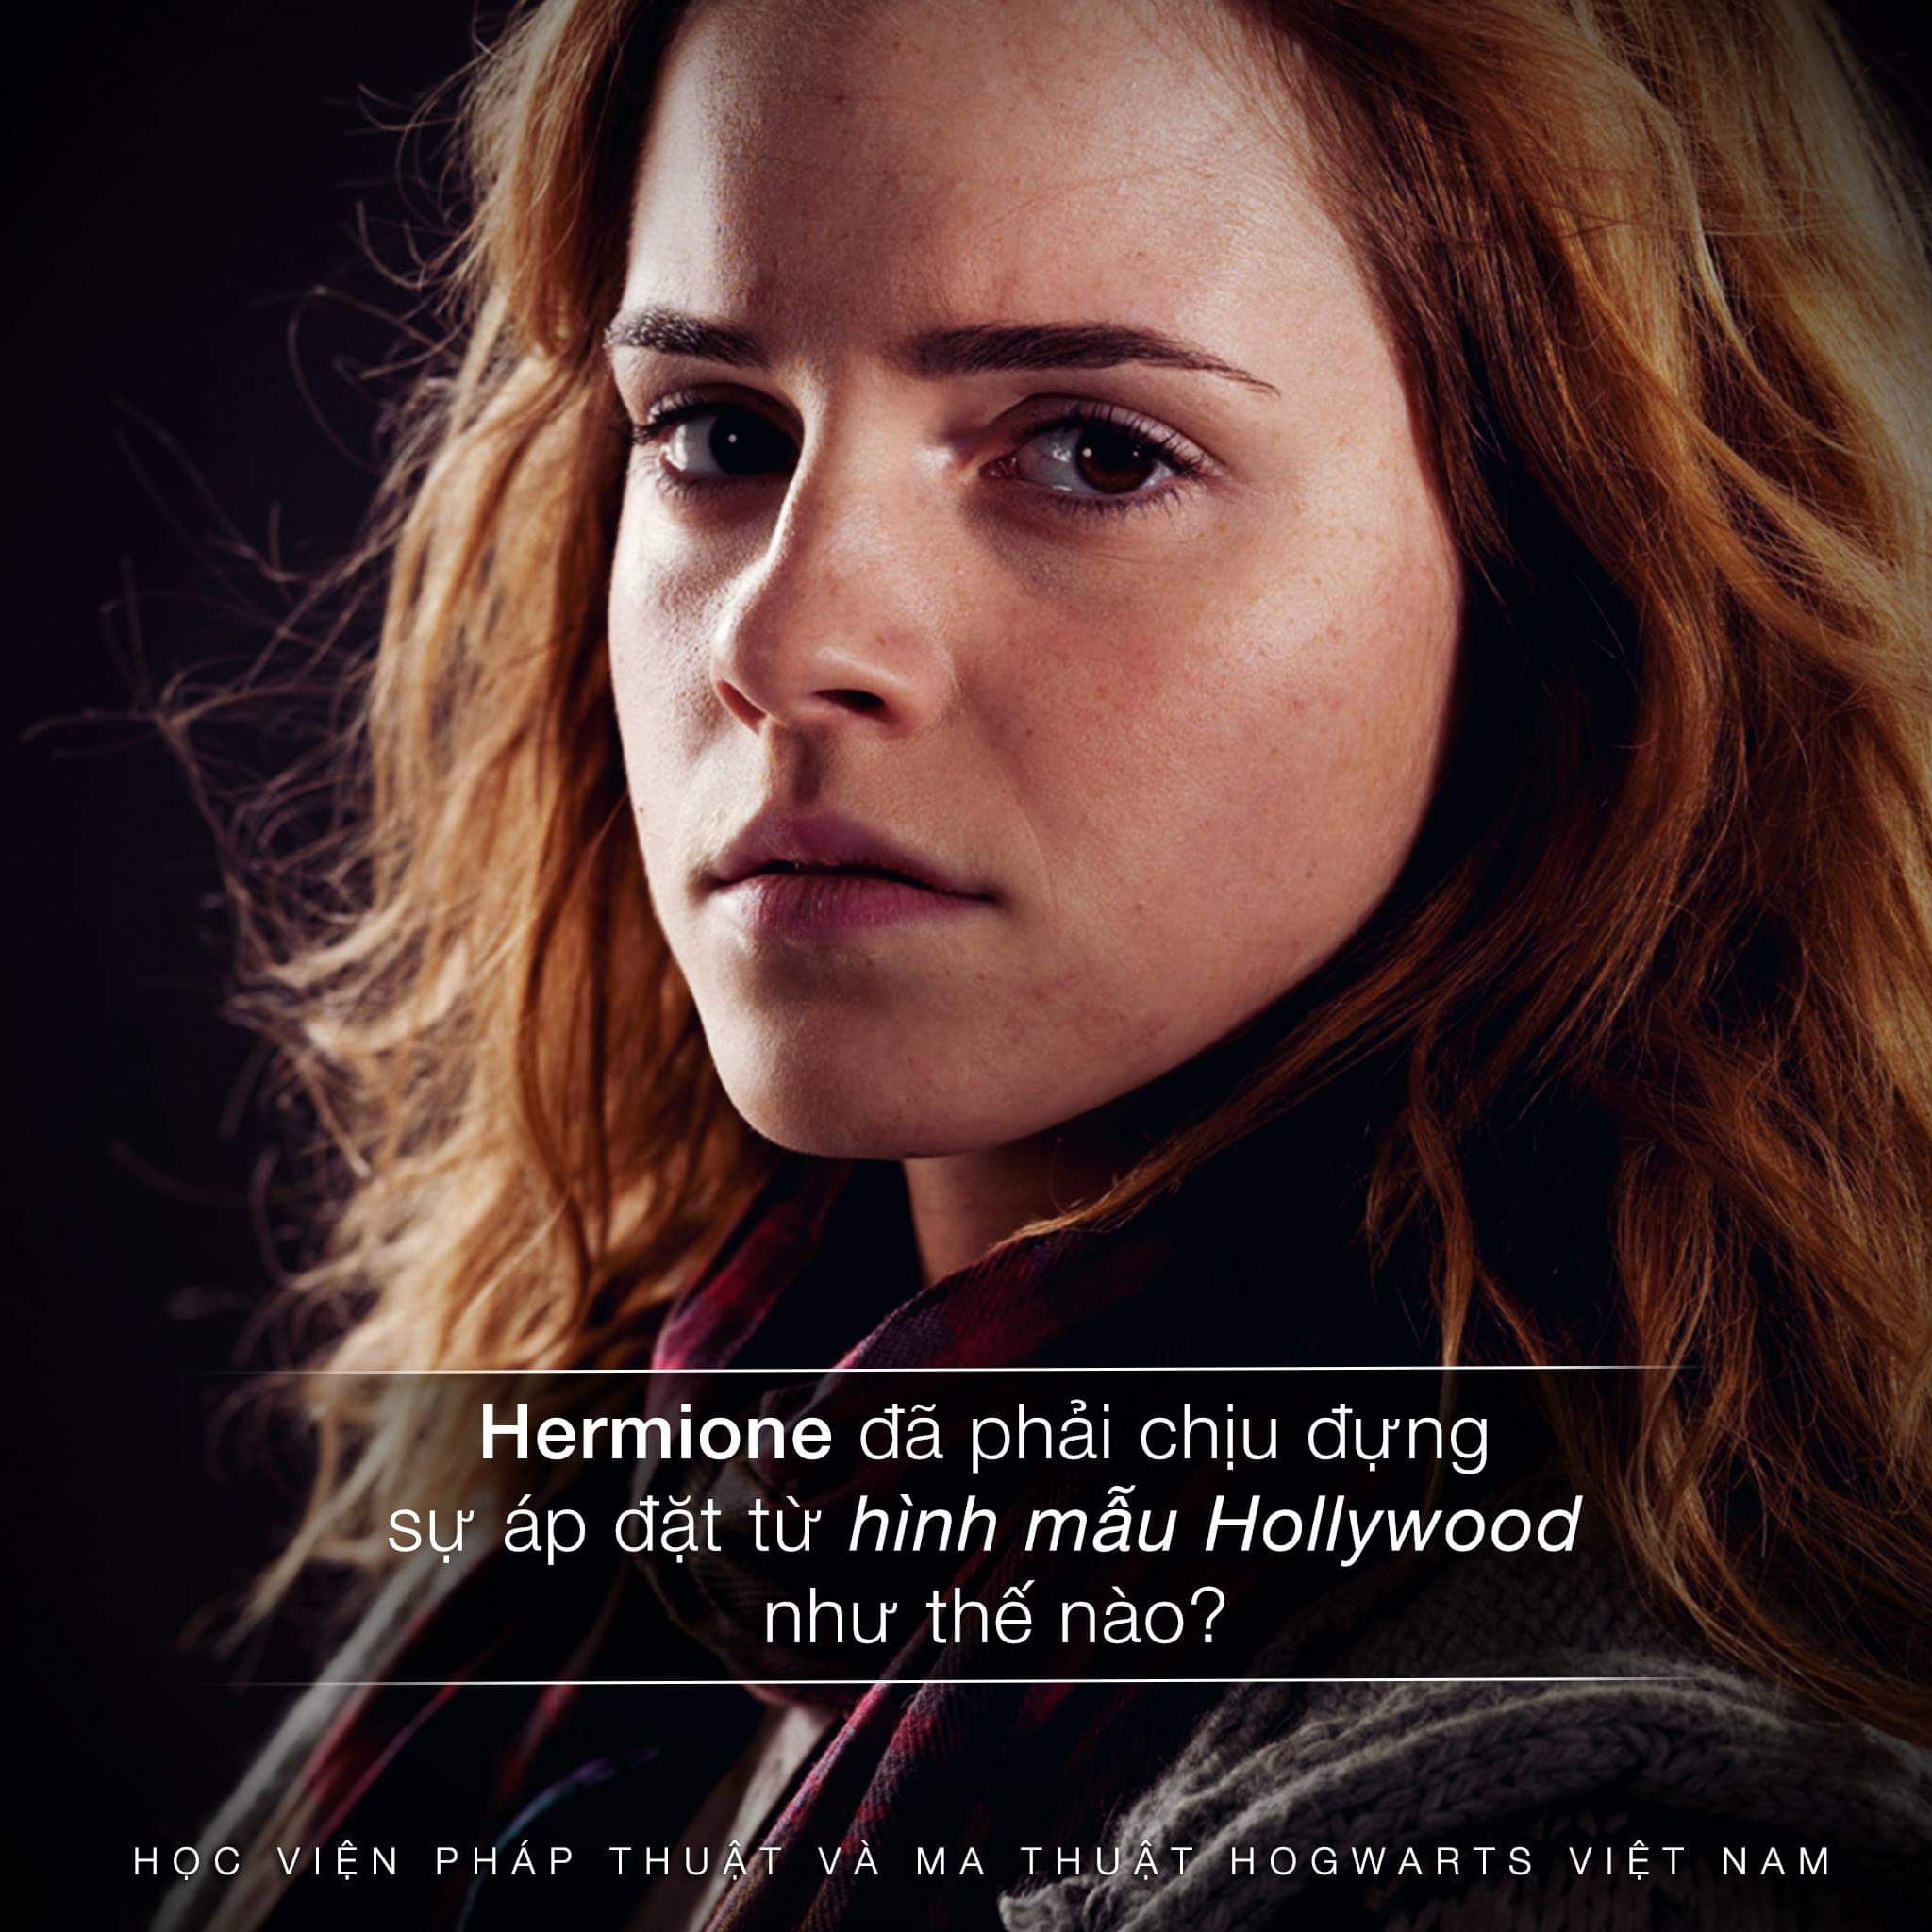 Hermione đã phải chịu đựng
sự áp đặt từ hình mẫu Hollywood
như thế nào?
HỌC VIỆN PHÁP THUẬT VÀ MA THUẬT HOGWARTS VIỆT NAM